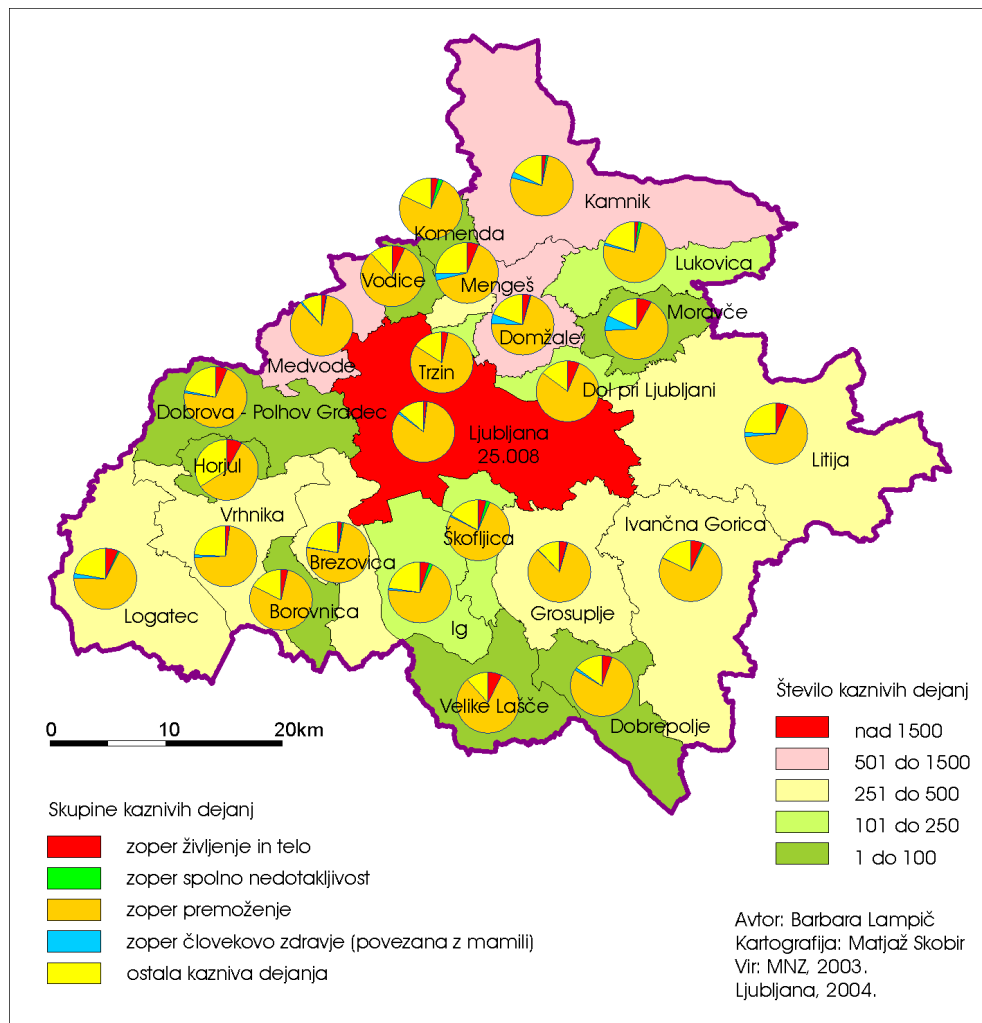 Kamnik
Komenda
Lukovica
Vodice
Mengeš
Moravče
Domžale
Medvode
Trzin
Dol pri Ljubljani
Dobrova - Polhov Gradec
Ljubljana
25.008
Litija
Horjul
Vrhnika
Ivančna Gorica
Škofljica
Brezovica
Logatec
Borovnica
Ig
Grosuplje
Velike Lašče
Dobrepolje
0 10 20km
Število kaznivih dejanj
nad 1500
501 do 1500
251 do 500
101 do 250
1 do 100
Skupine kaznivih dejanj
zoper življenje in telo
zoper spolno nedotakljivost
zoper premoženje
zoper človekovo zdravje (povezana z mamili)
ostala kazniva dejanja
Avtor: Barbara Lampič
Kartografija: Matjaž Skobir
Vir: MNZ, 2003.
Ljubljana, 2004.